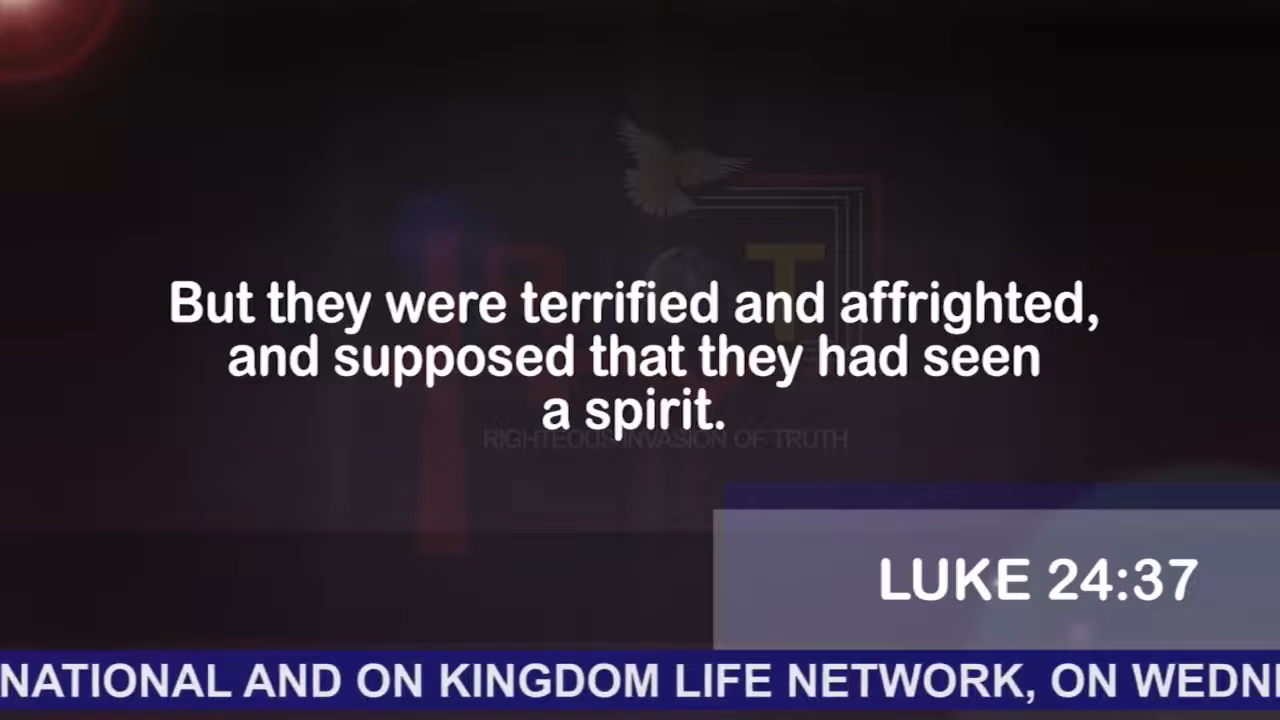 T
But they were terrified and affrighted,
and supposed that they had seen
a spirit.
RIGHTEOUS INVASION OF TRUTH
LUKE 24:37
NATIONAL AND ON KINGDOM LIFE NETWORK, ON WEDN